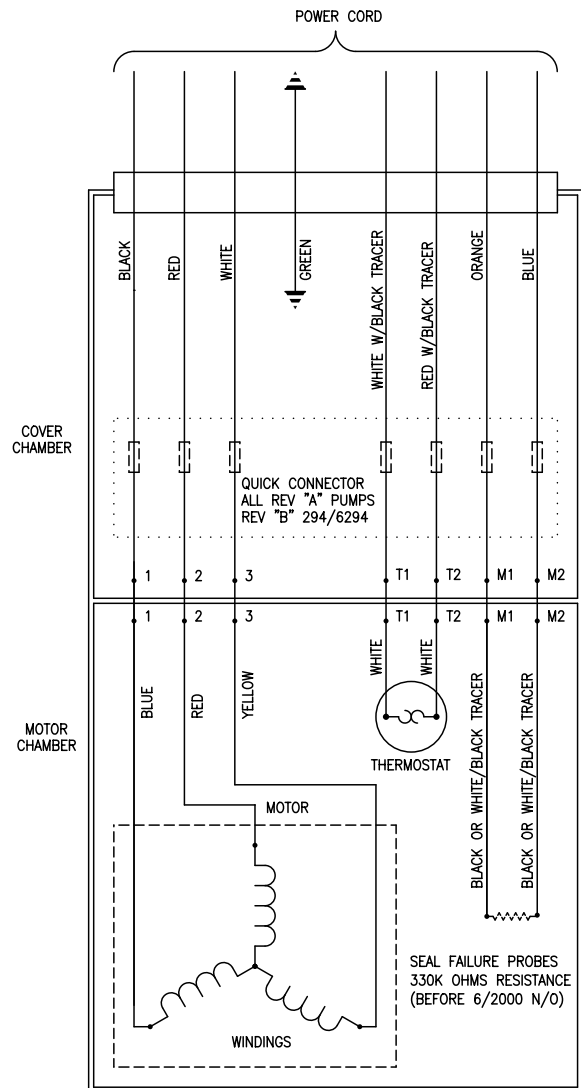 POWER CORD
BLACK
RED
WHITE
GREEN
WHITE W/BLACK TRACER
RED W/BLACK TRACER
ORANGE
BLUE
COVER
CHAMBER
QUICK CONNECTOR
ALL REV "A" PUMPS
REV "B" 294/6294
1 2 3 T1 T2 M1 M2
1 2 3 T1 T2 M1 M2
BLUE
RED
YELLOW
WHITE
WHITE
BLACK OR WHITE/BLACK TRACER
BLACK OR WHITE/BLACK TRACER
MOTOR
CHAMBER
THERMOSTAT
MOTOR
SEAL FAILURE PROBES
330K OHMS RESISTANCE
(BEFORE 6/2000 N/O)
WINDINGS